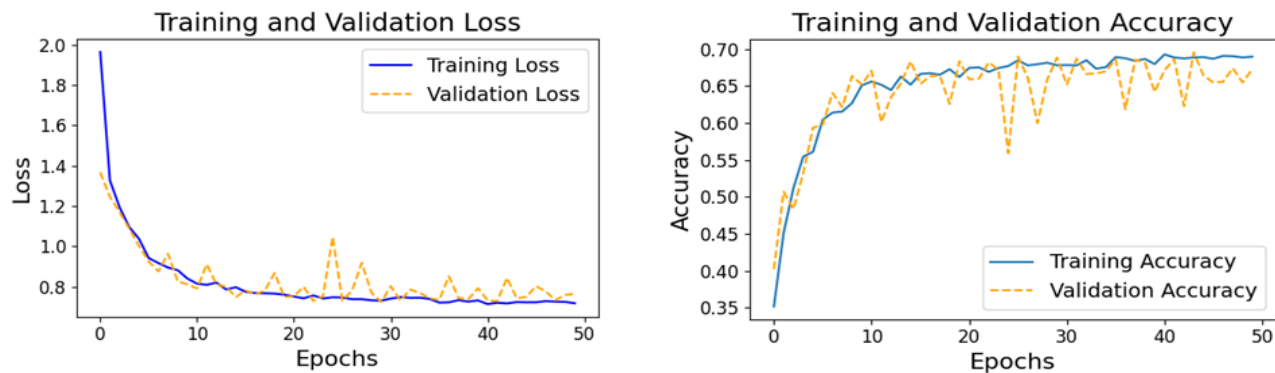 Training and Validation Loss
2.0
1.8
1.6
1.4
1.2
1.0
0.8
Loss
Training Loss
Validation Loss
0
10
20
30
40
50
Epochs
Training and Validation Accuracy
0.70
0.65
0.60
0.55
0.50
0.45
0.40
0.35
Accuracy
Training Accuracy
Validation Accuracy
0
10
20
30
40
50
Epochs